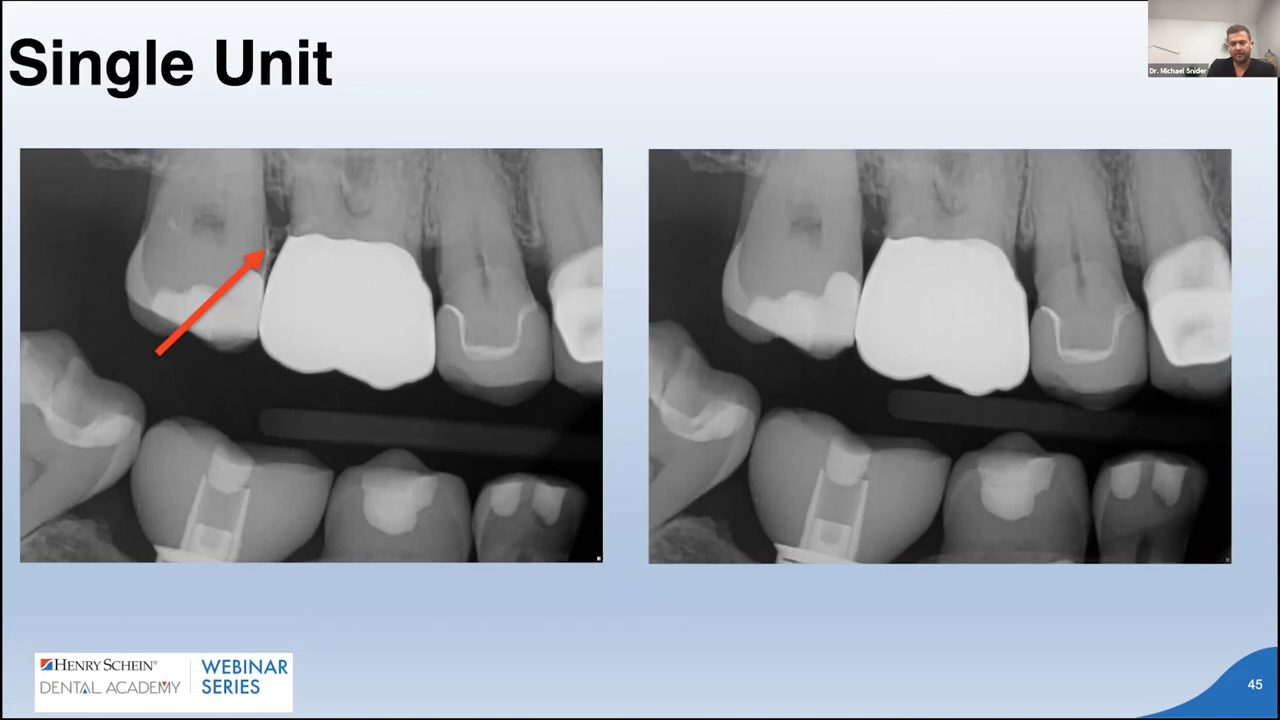 Single Unit
Dr. Michael Snider
HENRY SCHEIN®
DENTAL ACADEMY
WEBINAR
SERIES
45